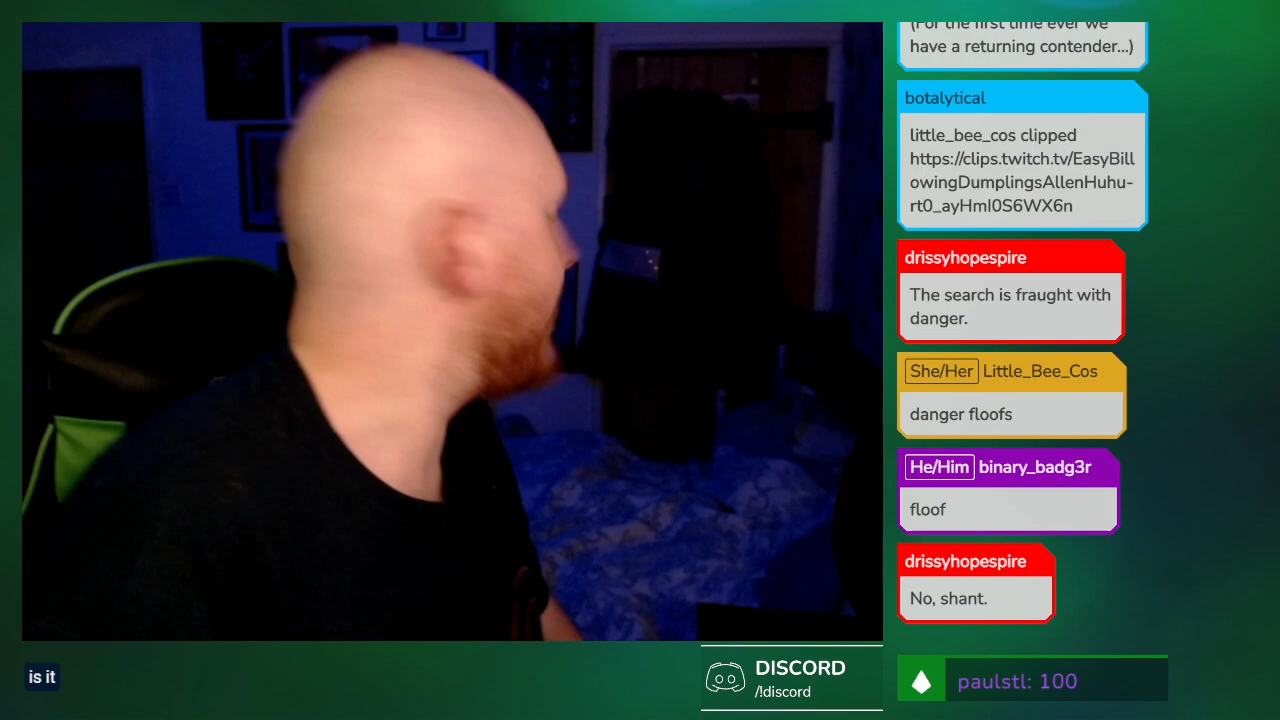 (For the first time ever we
have a returning contender...)
botalytical
little_bee_cos clipped
https://clips.twitch.tv/EasyBill
owingDumplingsAllenHuhu-
rt0_ayHmI0S6WX6n
drissyhopespire
The search is fraught with
danger.
She/Her Little_Bee_Cos
danger floofs
He/Him binary_badg3r
floof
drissyhopespire
No, shant.
is it
DISCORD
/!discord
paulstl: 100